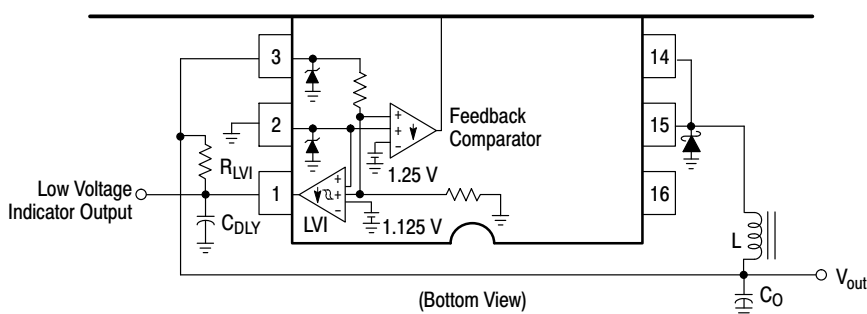 3
14
2
Feedback
Comparator
15
R_LVI
1.25 V
Low Voltage
Indicator Output
1
16
C_DLY
LVI
1.125 V
L
V_out
(Bottom View)
C_O
+
+
-
+
+
-